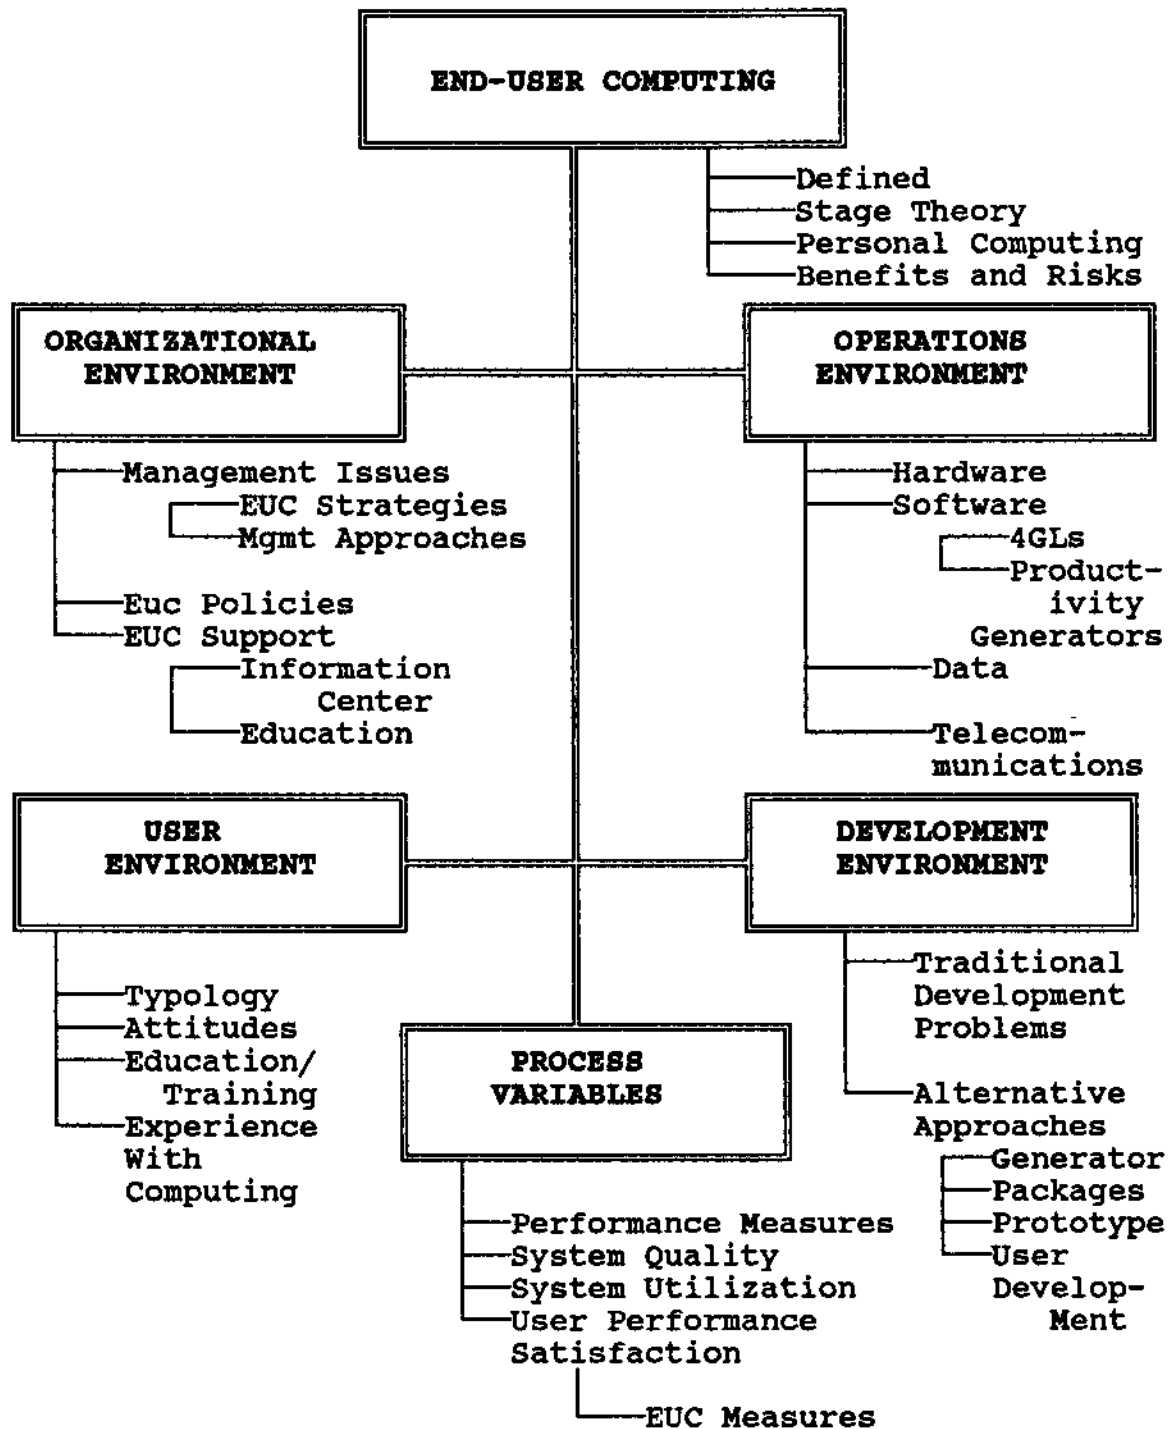 END-USER COMPUTING
Defined
Stage Theory
Personal Computing
Benefits and Risks
ORGANIZATIONAL
ENVIRONMENT
Management Issues
EUC Strategies
Mgmt Approaches
Euc Policies
EUC Support
Information
Center
Education
OPERATIONS
ENVIRONMENT
Hardware
Software
4GLs
Product-
ivity
Generators
Data
Telecom-
munications
USER
ENVIRONMENT
Typology
Attitudes
Education/
Training
Experience
With
Computing
DEVELOPMENT
ENVIRONMENT
Traditional
Development
Problems
Alternative
Approaches
Generator
Packages
Prototype
User
Develop-
Ment
PROCESS
VARIABLES
Performance Measures
System Quality
System Utilization
User Performance
Satisfaction
EUC Measures